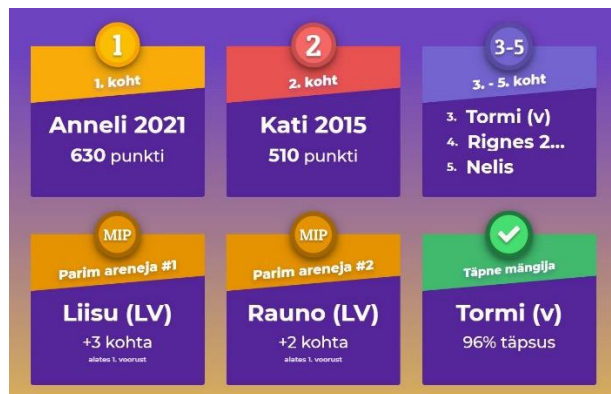 1
1. koht
Anneli 2021
630 punkti
2
2. koht
Kati 2015
510 punkti
3-5
3. - 5. koht
3. Tormi (v)
4. Rignes 2...
5. Nelis
MIP
Parim areneja #1
Liisu (LV)
+3 kohta
alates 1. voorust
MIP
Parim areneja #2
Rauno (LV)
+2 kohta
alates 1. voorust
Täpne mängija
Tormi (v)
96% täpsus